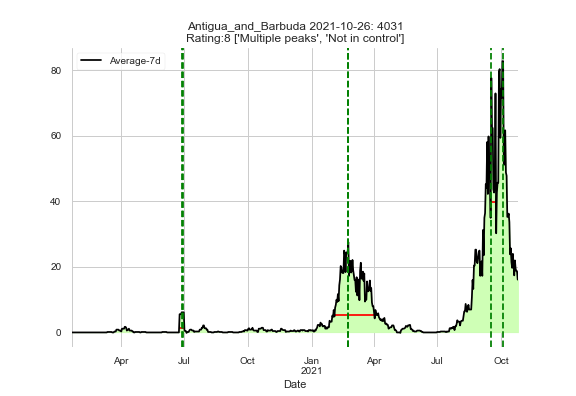 Antigua_and_Barbuda 2021-10-26: 4031
Rating:8 ['Multiple peaks', 'Not in control']
Average-7d
80
60
40
20
0
Apr Jul Oct Jan Apr Jul Oct
2021
Date